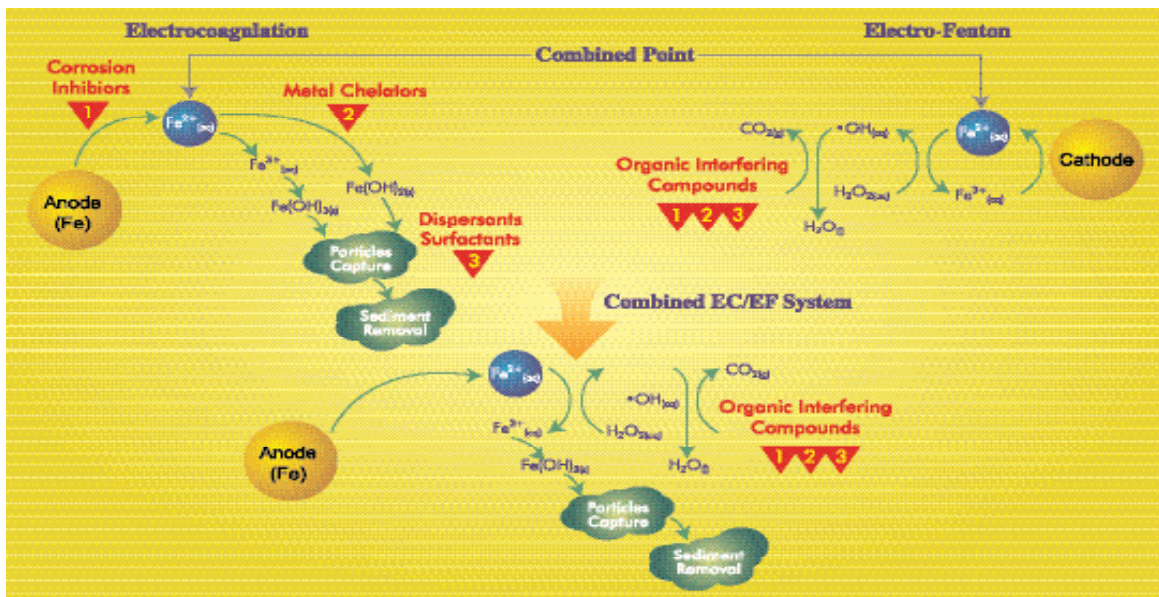 Electrocoagulation
Electro-Fenton
Combined Point
Corrosion
Inhibiors
1
Metal Chelators
2
Fe²⁺(aq)
Fe³⁺(aq)
Fe(OH)₂(s)
Fe(OH)₃(s)
Anode
(Fe)
Dispersants
Surfactants
3
Particles
Capture
Sediment
Removal
CO₂(g)
•OH(aq)
Fe²⁺(aq)
Cathode
Organic Interfering
Compounds
1 2 3
H₂O₂(aq)
Fe³⁺(aq)
H₂O(l)
Combined EC/EF System
Fe²⁺(aq)
CO₂(g)
•OH(aq)
Organic Interfering
Compounds
1 2 3
Fe³⁺(aq)
H₂O₂(aq)
Anode
(Fe)
Fe(OH)₃(s)
H₂O(l)
Particles
Capture
Sediment
Removal